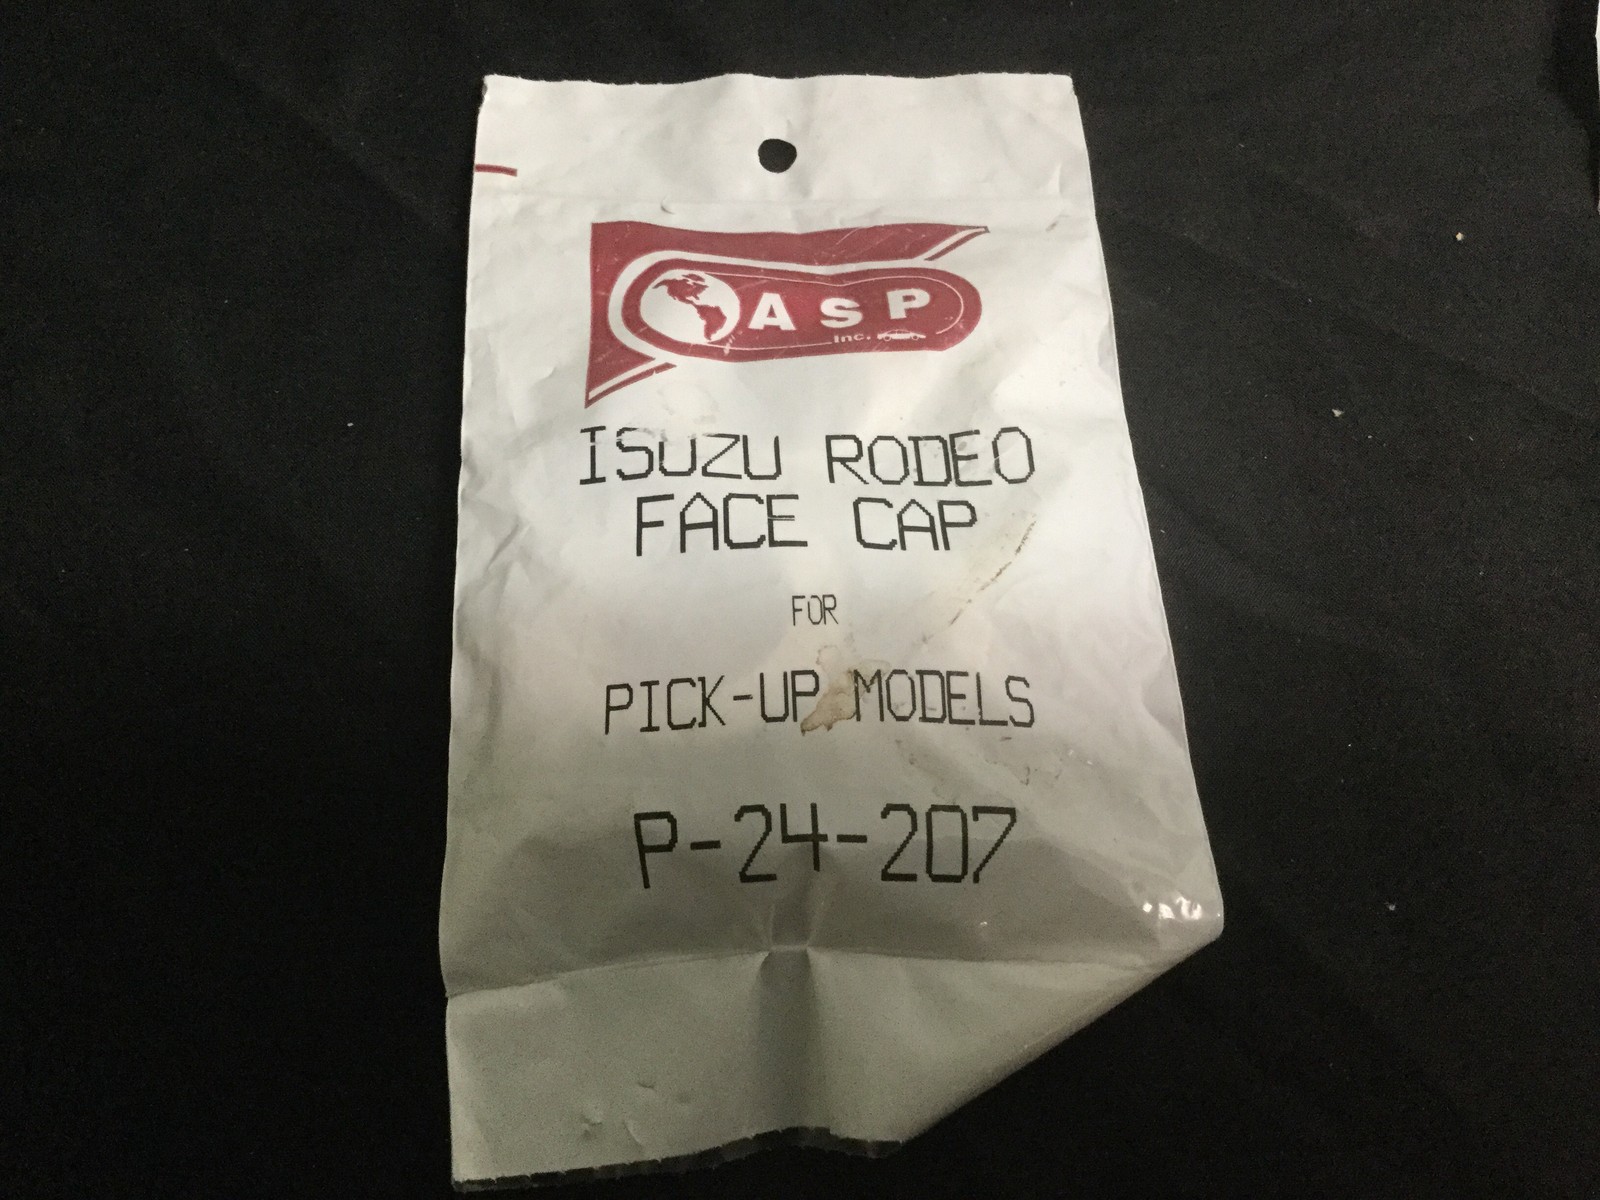 ASP
Inc.
ISUZU RODEO
FACE CAP
FOR
PICK-UP MODELS
P-24-207